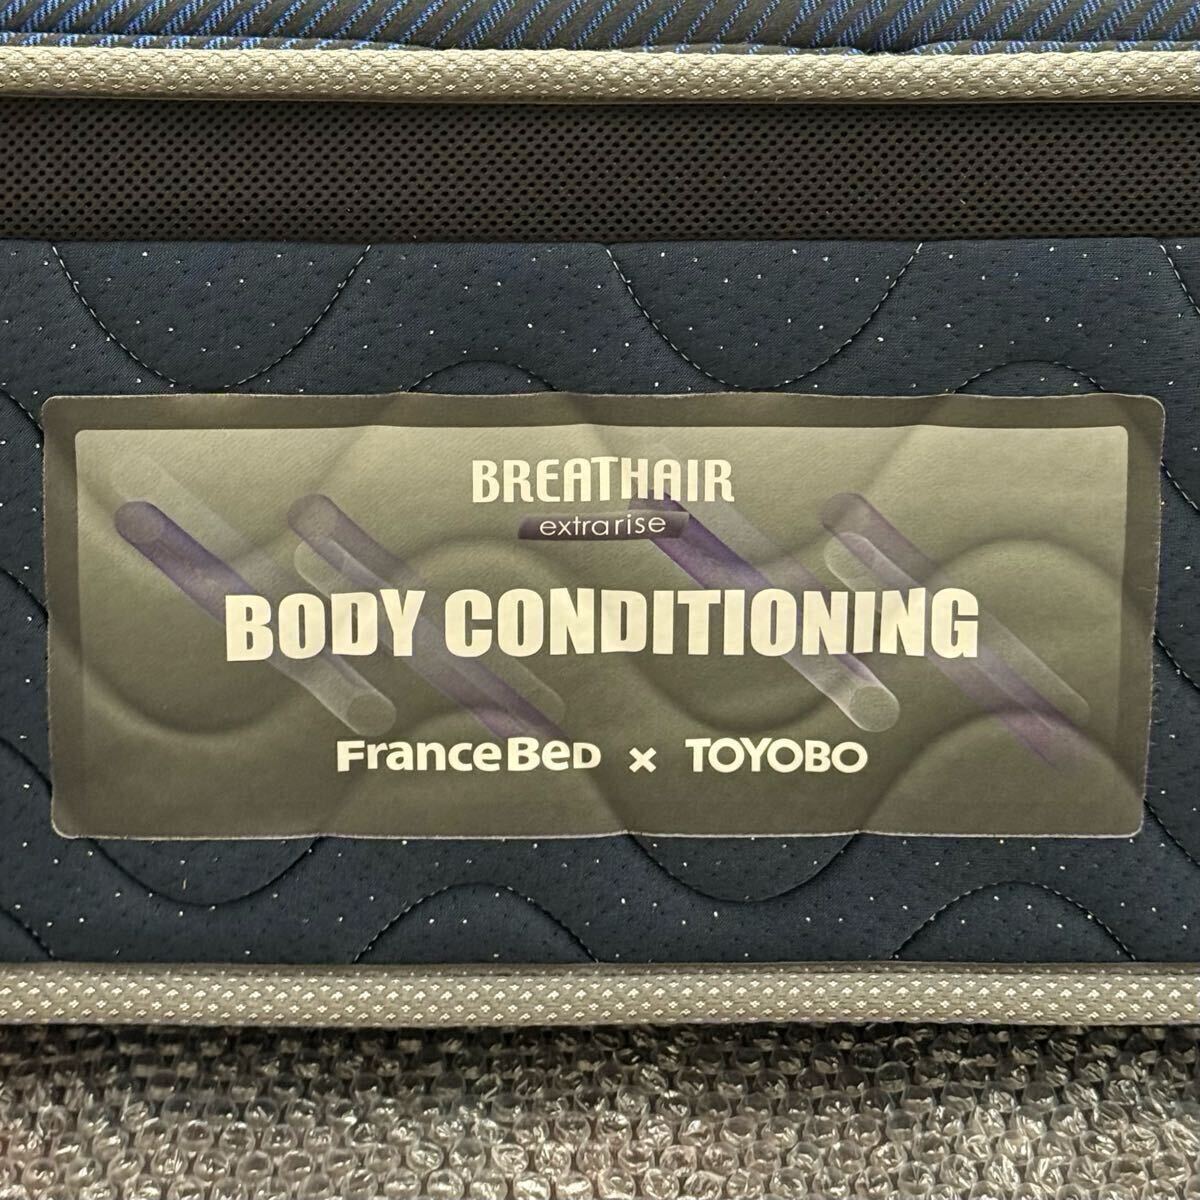 BREATHAIR
extrarise
BODY CONDITIONING
FranceBeD × TOYOBO